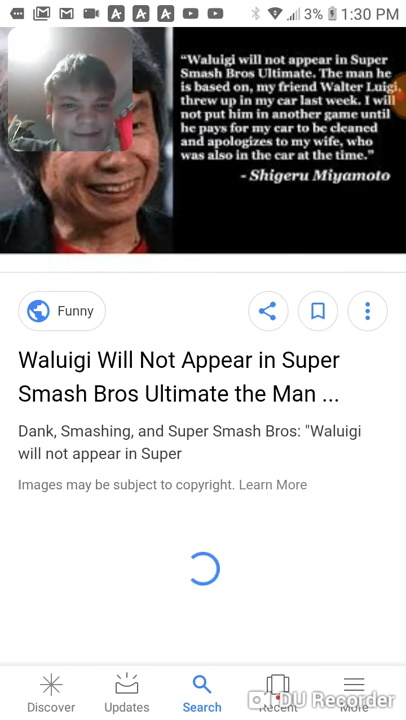 3% 1:30 PM
"Waluigi will not appear in Super
Smash Bros Ultimate. The man he
is based on, my friend Walter Luigi,
threw up in my car last week. I will
not put him in another game until
he pays for my car to be cleaned
and apologizes to my wife, who
was also in the car at the time."
- Shigeru Miyamoto
Funny
Waluigi Will Not Appear in Super
Smash Bros Ultimate the Man ...
Dank, Smashing, and Super Smash Bros: "Waluigi
will not appear in Super
Images may be subject to copyright. Learn More
Discover Updates Search Recent More
DU Recorder